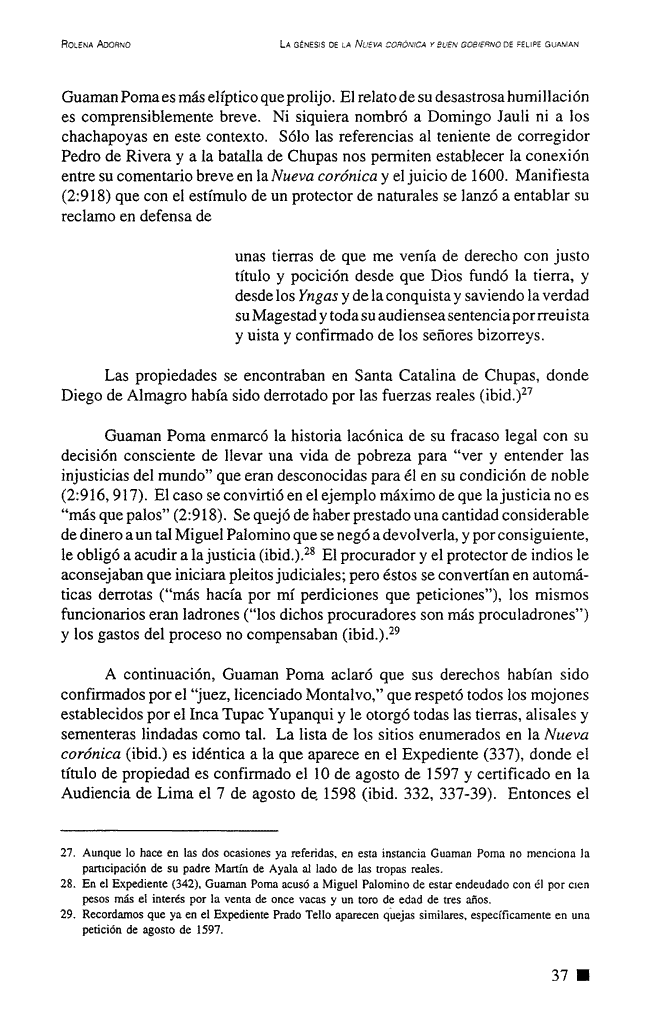 ROLENA ADORNO LA GÉNESIS DE LA NUEVA CORÓNICA Y BUEN GOBIERNO DE FELIPE GUAMAN
Guaman Poma es más elíptico que prolijo. El relato de su desastrosa humillación
es comprensiblemente breve. Ni siquiera nombró a Domingo Jauli ni a los
chachapoyas en este contexto. Sólo las referencias al teniente de corregidor
Pedro de Rivera y a la batalla de Chupas nos permiten establecer la conexión
entre su comentario breve en la Nueva corónica y el juicio de 1600. Manifiesta
(2:918) que con el estímulo de un protector de naturales se lanzó a entablar su
reclamo en defensa de
unas tierras de que me venía de derecho con justo
título y pocición desde que Dios fundó la tierra, y
desde los Yngas y de la conquista y saviendo la verdad
su Magestad y toda su audiensea sentencia por rreuista
y uista y confirmado de los señores bizorreys.
Las propiedades se encontraban en Santa Catalina de Chupas, donde
Diego de Almagro había sido derrotado por las fuerzas reales (ibid.)27
Guaman Poma enmarcó la historia lacónica de su fracaso legal con su
decisión consciente de llevar una vida de pobreza para “ver y entender las
injusticias del mundo” que eran desconocidas para él en su condición de noble
(2:916, 917). El caso se convirtió en el ejemplo máximo de que la justicia no es
“más que palos” (2:918). Se quejó de haber prestado una cantidad considerable
de dinero a un tal Miguel Palomino que se negó a devolverla, y por consiguiente,
le obligó a acudir a la justicia (ibid.).28 El procurador y el protector de indios le
aconsejaban que iniciara pleitos judiciales; pero éstos se convertían en automá-
ticas derrotas (“más hacía por mí perdiciones que peticiones”), los mismos
funcionarios eran ladrones (“los dichos procuradores son más proculadrones”)
y los gastos del proceso no compensaban (ibid.).29
A continuación, Guaman Poma aclaró que sus derechos habían sido
confirmados por el “juez, licenciado Montalvo,” que respetó todos los mojones
establecidos por el Inca Tupac Yupanqui y le otorgó todas las tierras, alisales y
sementeras lindadas como tal. La lista de los sitios enumerados en la Nueva
corónica (ibid.) es idéntica a la que aparece en el Expediente (337), donde el
título de propiedad es confirmado el 10 de agosto de 1597 y certificado en la
Audiencia de Lima el 7 de agosto de 1598 (ibid. 332, 337-39). Entonces el
27. Aunque lo hace en las dos ocasiones ya referidas, en esta instancia Guaman Poma no menciona la
participación de su padre Martín de Ayala al lado de las tropas reales.
28. En el Expediente (342), Guaman Poma acusó a Miguel Palomino de estar endeudado con él por cien
pesos más el interés por la venta de once vacas y un toro de edad de tres años.
29. Recordamos que ya en el Expediente Prado Tello aparecen quejas similares, específicamente en una
petición de agosto de 1597.
37 ■